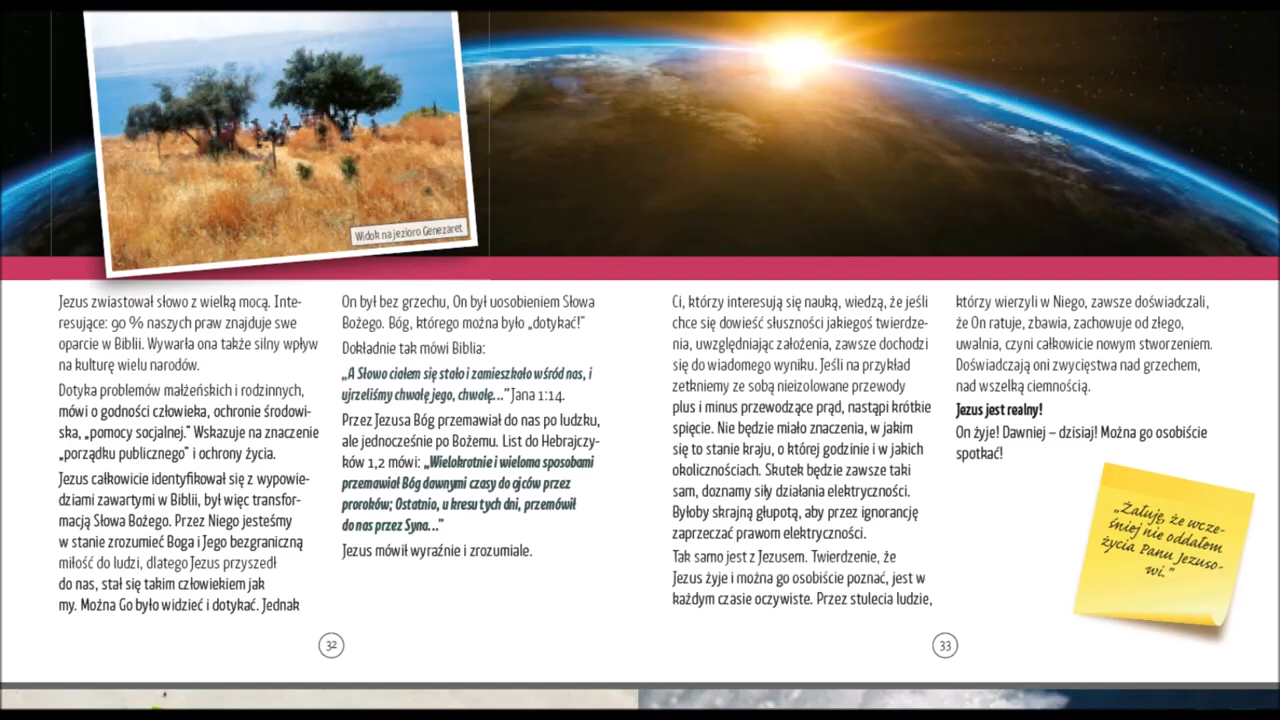 Widok na jezioro Genezaret
Jezus zwiastował słowo z wielką mocą. Inte-
resujące: 90 % naszych praw znajduje swe
oparcie w Biblii. Wywarła ona także silny wpływ
na kulturę wielu narodów.
Dotyka problemów małżeńskich i rodzinnych,
mówi o godności człowieka, ochronie środowi-
ska, „pomocy socjalnej.” Wskazuje na znaczenie
„porządku publicznego” i ochrony życia.
Jezus całkowicie identyfikował się z wypowie-
dziami zawartymi w Biblii, był więc transfor-
macją Słowa Bożego. Przez Niego jesteśmy
w stanie zrozumieć Boga i Jego bezgraniczną
miłość do ludzi, dlatego Jezus przyszedł
do nas, stał się takim człowiekiem jak
my. Można Go było widzieć i dotykać. Jednak
On był bez grzechu, On był uosobieniem Słowa
Bożego. Bóg, którego można było „dotykać!”
Dokładnie tak mówi Biblia:
„A Słowo ciałem się stało i zamieszkało wśród nas, i
ujrzeliśmy chwałę jego, chwałę...” Jana 1:14.
Przez Jezusa Bóg przemawiał do nas po ludzku,
ale jednocześnie po Bożemu. List do Hebrajczy-
ków 1,2 mówi: „Wielokrotnie i wieloma sposobami
przemawiał Bóg dawnymi czasy do ojców przez
proroków; Ostatnio, u kresu tych dni, przemówił
do nas przez Syna...”
Jezus mówił wyraźnie i zrozumiale.
32
Ci, którzy interesują się nauką, wiedzą, że jeśli
chce się dowieść słuszności jakiegoś twierdze-
nia, uwzględniając założenia, zawsze dochodzi
się do wiadomego wyniku. Jeśli na przykład
zetkniemy ze sobą nieizolowane przewody
plus i minus przewodzące prąd, nastąpi krótkie
spięcie. Nie będzie miało znaczenia, w jakim
się to stanie kraju, o której godzinie i w jakich
okolicznościach. Skutek będzie zawsze taki
sam, doznamy siły działania elektryczności.
Byłoby skrajną głupotą, aby przez ignorancję
zaprzeczać prawom elektryczności.
Tak samo jest z Jezusem. Twierdzenie, że
Jezus żyje i można go osobiście poznać, jest w
każdym czasie oczywiste. Przez stulecia ludzie,
którzy wierzyli w Niego, zawsze doświadczali,
że On ratuje, zbawia, zachowuje od złego,
uwalnia, czyni całkowicie nowym stworzeniem.
Doświadczają oni zwycięstwa nad grzechem,
nad wszelką ciemnością.
Jezus jest realny!
On żyje! Dawniej – dzisiaj! Można go osobiście
spotkać!
„Żałuję, że wcze-
śniej nie oddałem
życia Panu Jezuso-
wi.”
33